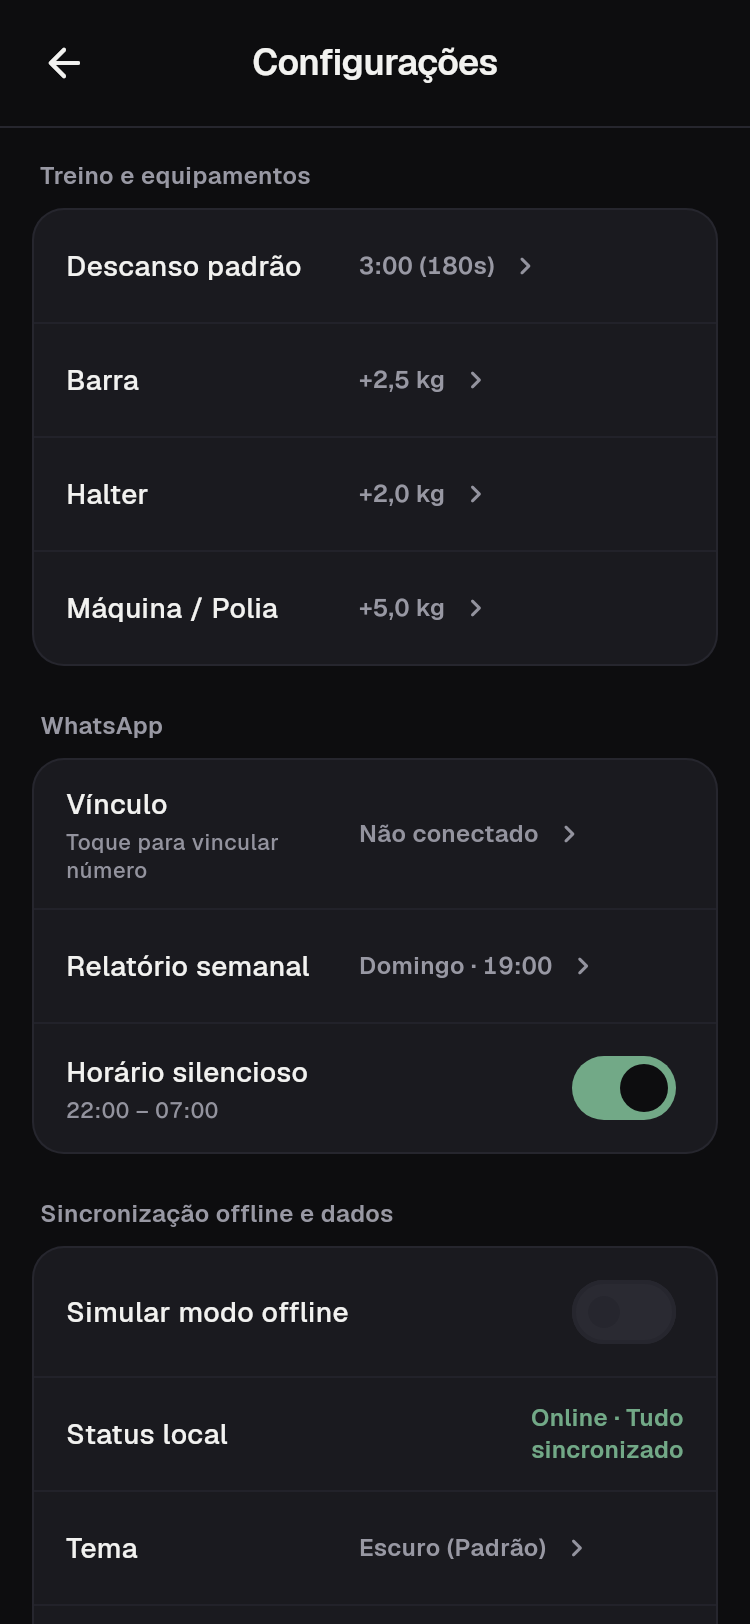 Configurações
Treino e equipamentos
Descanso padrão 3:00 (180s)
Barra +2,5 kg
Halter +2,0 kg
Máquina / Polia +5,0 kg
WhatsApp
Vínculo
Toque para vincular
número
Não conectado
Relatório semanal Domingo · 19:00
Horário silencioso
22:00 – 07:00
Sincronização offline e dados
Simular modo offline
Status local
Online · Tudo
sincronizado
Tema Escuro (Padrão)